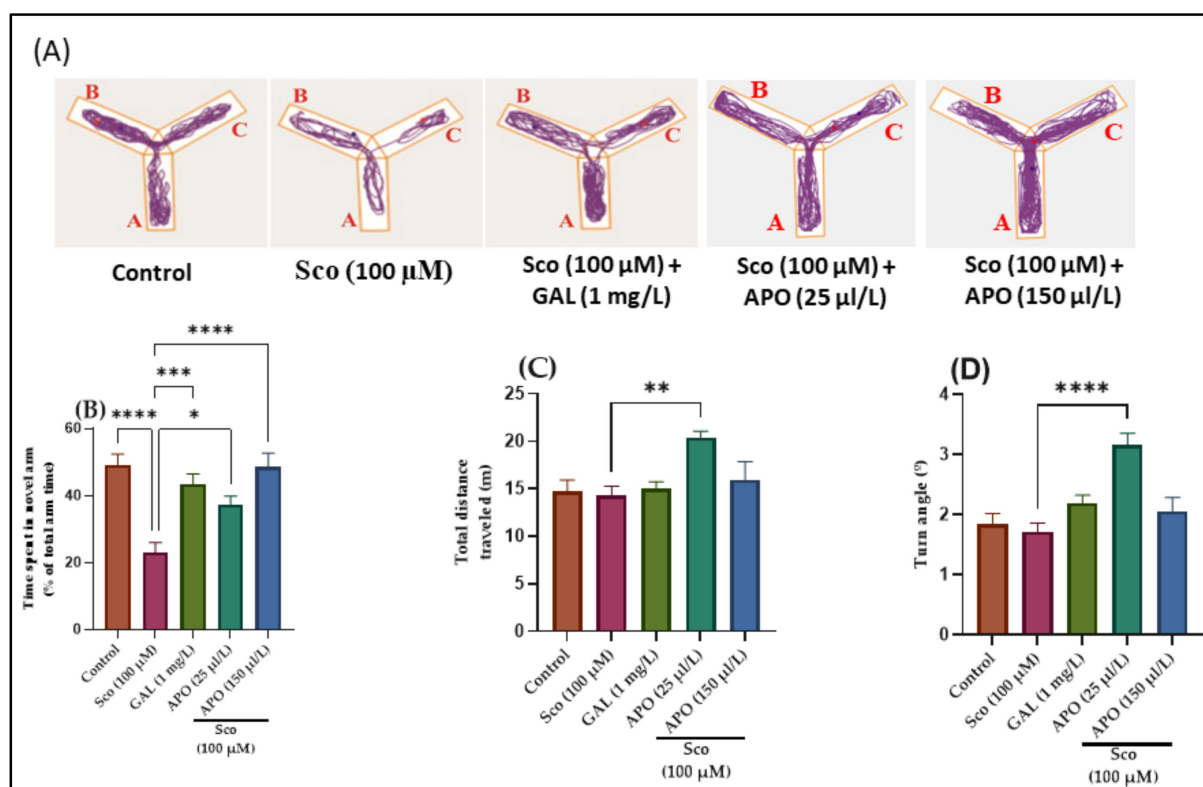 (A)
B
C
A
B
C
A
B
C
A
B
C
A
B
C
A
Control
Sco (100 µM)
Sco (100 µM) +
GAL (1 mg/L)
Sco (100 µM) +
APO (25 µl/L)
Sco (100 µM) +
APO (150 µl/L)
(B)
****
***
****
*
Time spent in novel arm
(% of total arm time)
60
40
20
0
Control
Sco (100 µM)
GAL (1 mg/L)
APO (25 µl/L)
APO (150 µl/L)
Sco
(100 µM)
(C)
**
Total distance
traveled (m)
25
20
15
10
5
0
Control
Sco (100 µM)
GAL (1 mg/L)
APO (25 µl/L)
APO (150 µl/L)
Sco
(100 µM)
(D)
****
Turn angle (°)
4
3
2
1
0
Control
Sco (100 µM)
GAL (1 mg/L)
APO (25 µl/L)
APO (150 µl/L)
Sco
(100 µM)